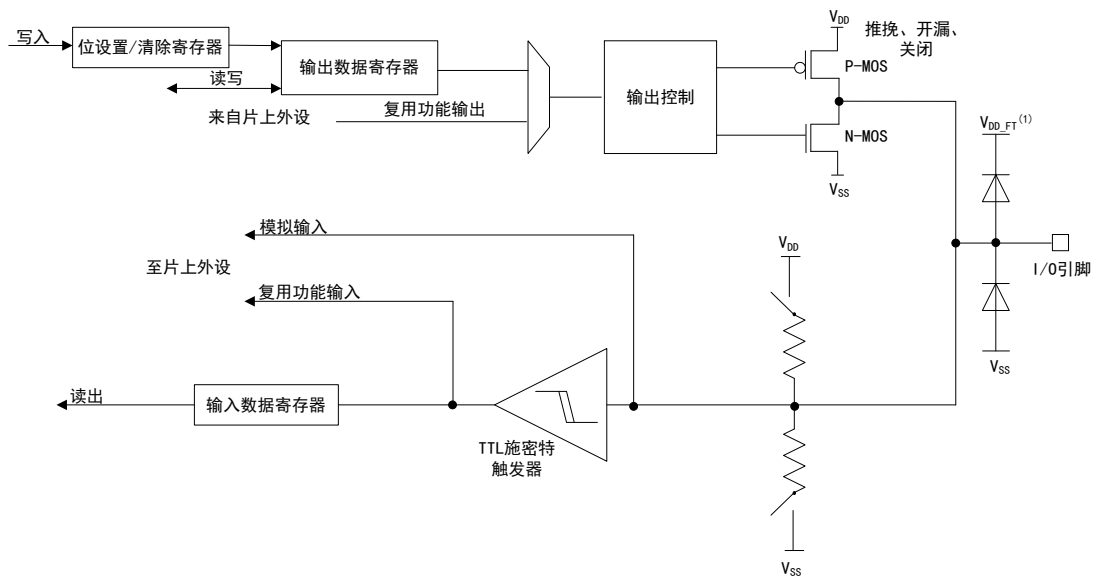 写入
位设置/清除寄存器
读写
输出数据寄存器
来自片上外设
复用功能输出
输出控制
VDD
推挽、开漏、
关闭
P-MOS
N-MOS
VSS
VDD_FT(1)
I/O引脚
VSS
模拟输入
至片上外设
复用功能输入
VDD
读出
输入数据寄存器
TTL施密特
触发器
VSS